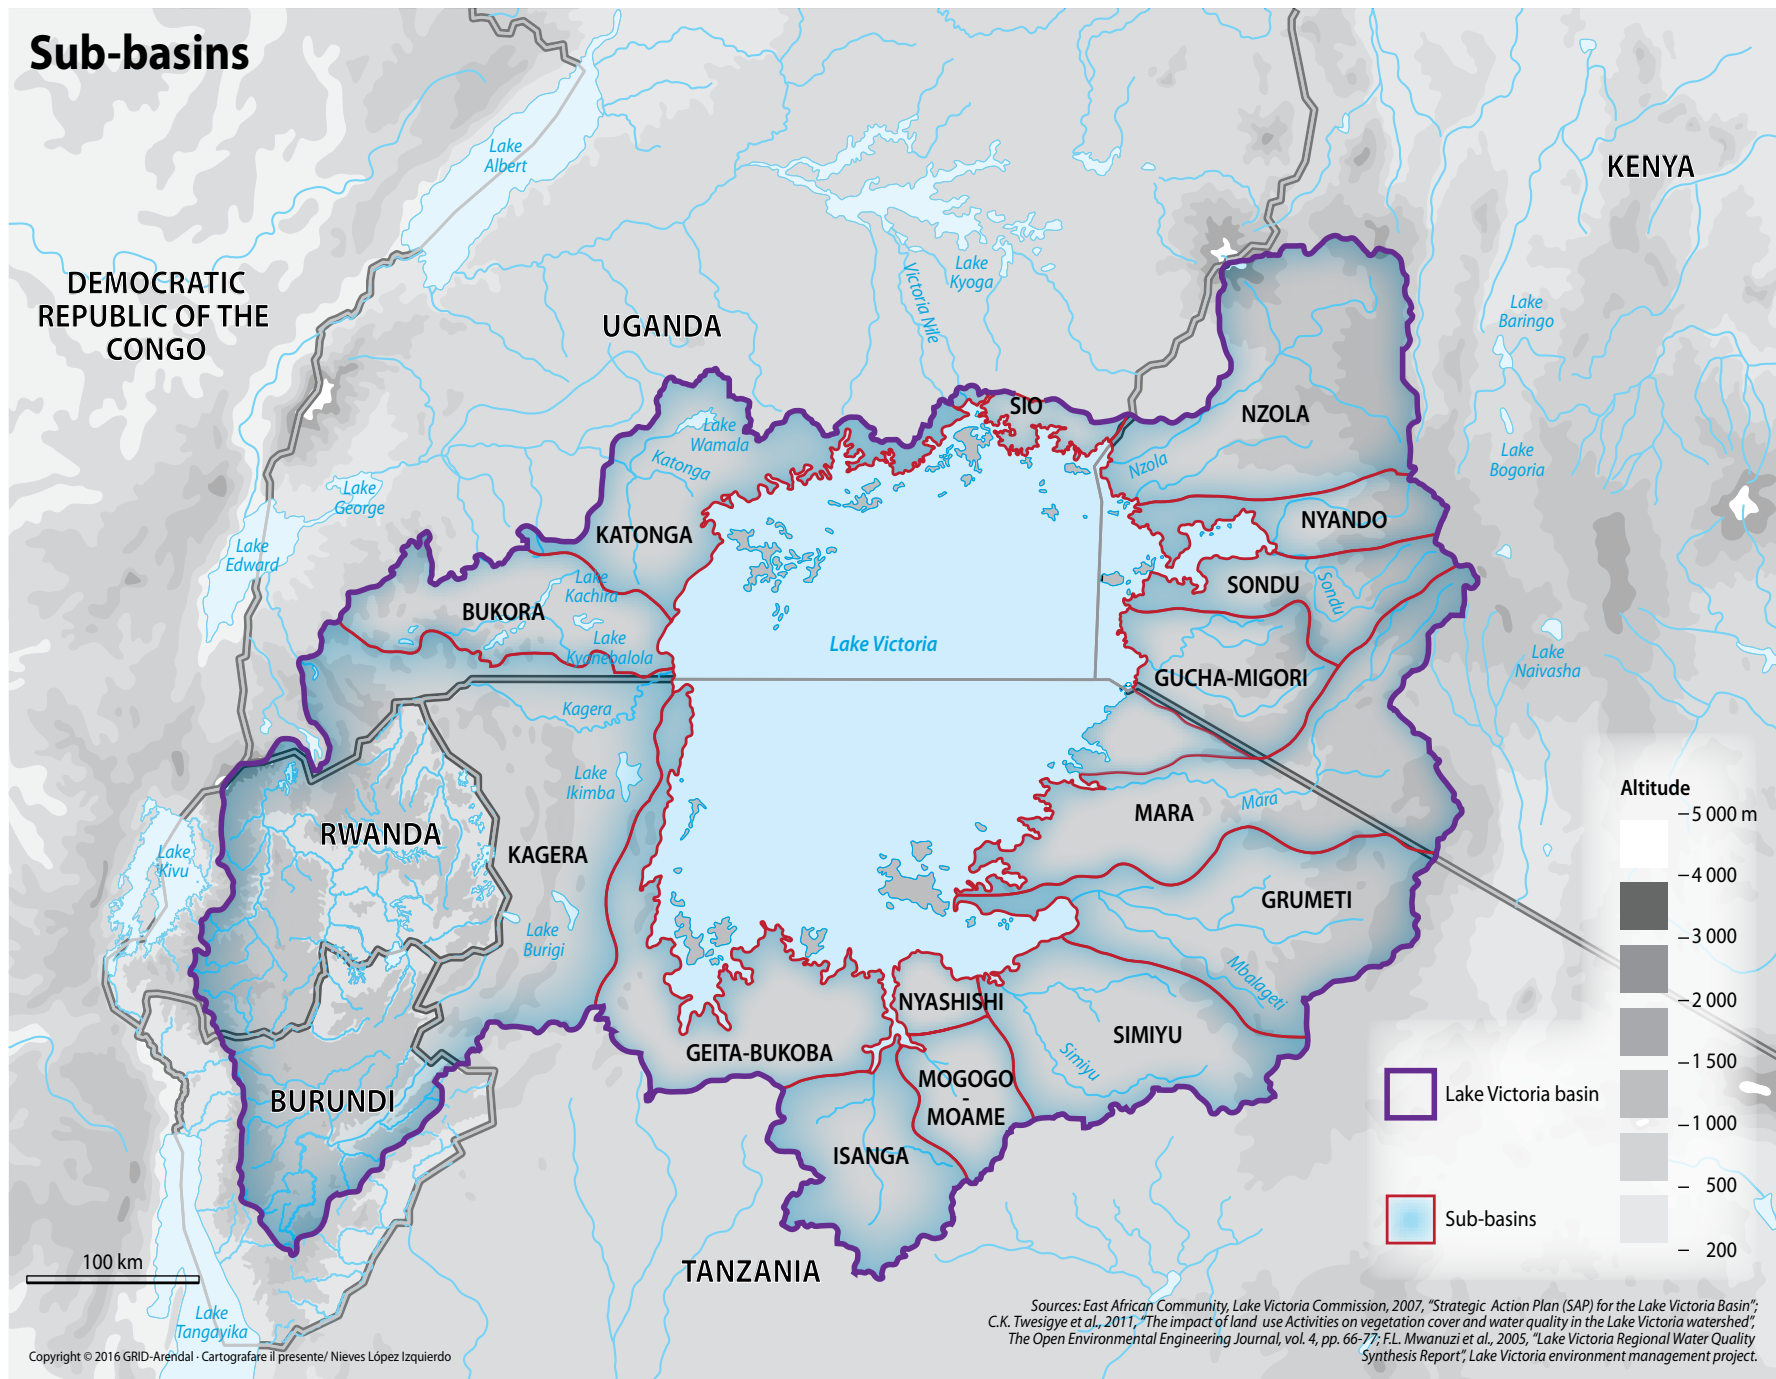 Sub-basins
Lake
Albert
KENYA
DEMOCRATIC
REPUBLIC OF THE
CONGO
UGANDA
Victoria Nile
Lake
Kyoga
Lake
Baringo
SIO
NZOLA
Lake
Wamala
Katonga
Nzola
Lake
Bogoria
Lake
George
KATONGA
NYANDO
Lake
Edward
Lake
Kachira
BUKORA
SONDU
Sondu
Lake
Kyanebalola
Lake Victoria
Lake
Naivasha
GUCHA-MIGORI
Kagera
Lake
Ikimba
MARA
Mara
RWANDA
KAGERA
Lake
Kivu
GRUMETI
Lake
Burigi
Mbalageti
NYASHISHI
SIMIYU
Simiyu
GEITA-BUKOBA
MOGOGO
-
MOAME
BURUNDI
ISANGA
TANZANIA
Altitude
5 000 m
4 000
3 000
2 000
1 500
1 000
500
200
Lake Victoria basin
Sub-basins
100 km
Lake
Tangayika
Sources: East African Community, Lake Victoria Commission, 2007, “Strategic Action Plan (SAP) for the Lake Victoria Basin”;
C.K. Twesigye et al., 2011, “The impact of land use Activities on vegetation cover and water quality in the Lake Victoria watershed”,
The Open Environmental Engineering Journal, vol. 4, pp. 66-77; F.L. Mwanuzi et al., 2005, “Lake Victoria Regional Water Quality
Synthesis Report”, Lake Victoria environment management project.
Copyright © 2016 GRID-Arendal · Cartografare il presente/ Nieves López Izquierdo